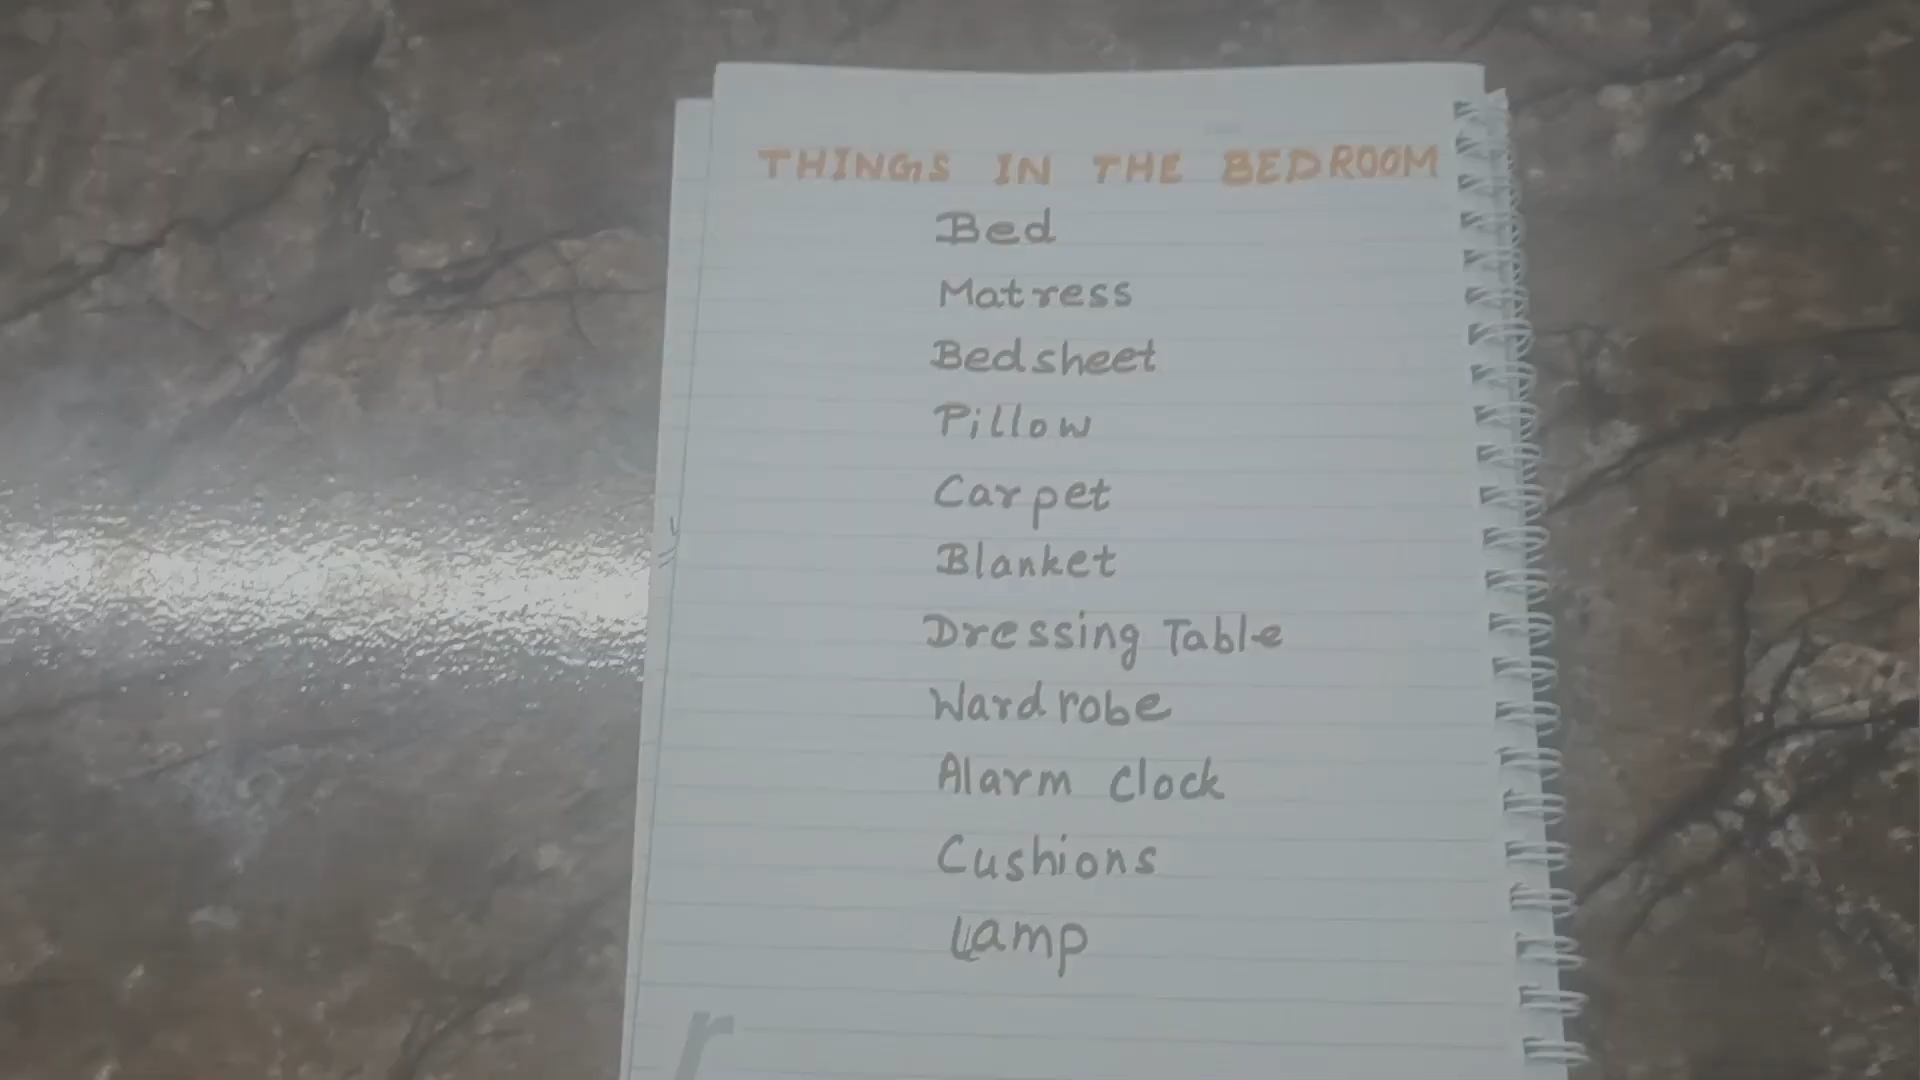 THINGS IN THE BEDROOM
Bed
Matress
Bedsheet
Pillow
Carpet
Blanket
Dressing Table
Wardrobe
Alarm Clock
Cushions
Lamp
r